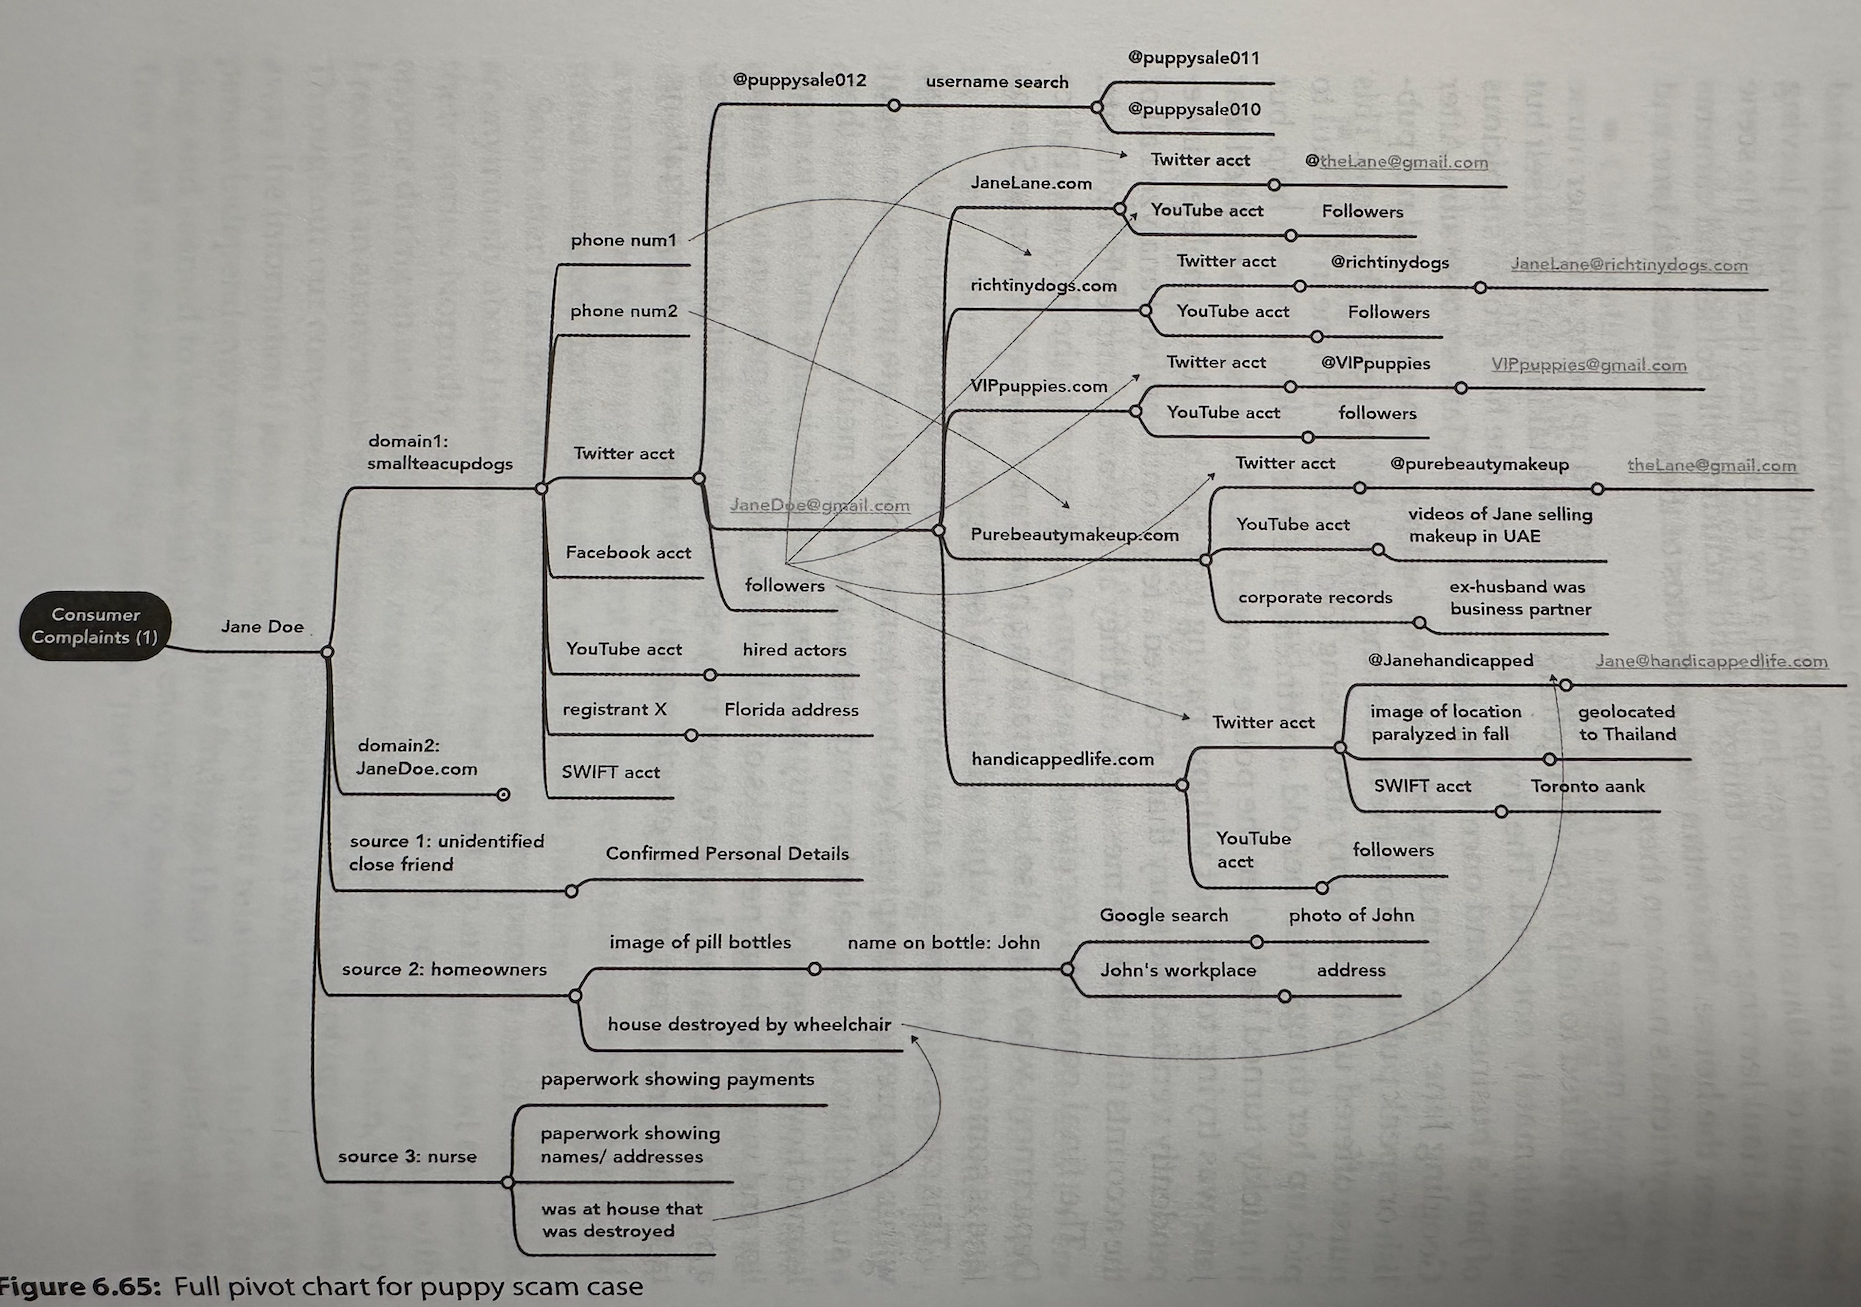 @puppysale012
username search
@puppysale011
@puppysale010
JaneLane.com
Twitter acct
@theLane@gmail.com
YouTube acct
Followers
phone num1
richtinydogs.com
Twitter acct
@richtinydogs
JaneLane@richtinydogs.com
YouTube acct
Followers
phone num2
VIPpuppies.com
Twitter acct
@VIPpuppies
VIPpuppies@gmail.com
YouTube acct
followers
domain1:
smallteacupdogs
Twitter acct
JaneDoe@gmail.com
Purebeautymakeup.com
Twitter acct
@purebeautymakeup
theLane@gmail.com
YouTube acct
videos of Jane selling
makeup in UAE
corporate records
ex-husband was
business partner
Facebook acct
followers
Consumer
Complaints (1)
Jane Doe
YouTube acct
hired actors
registrant X
Florida address
SWIFT acct
handicappedlife.com
Twitter acct
@Janehandicapped
Jane@handicappedlife.com
image of location
paralyzed in fall
geolocated
to Thailand
SWIFT acct
Toronto aank
YouTube
acct
followers
domain2:
JaneDoe.com
source 1: unidentified
close friend
Confirmed Personal Details
source 2: homeowners
image of pill bottles
name on bottle: John
Google search
photo of John
John's workplace
address
house destroyed by wheelchair
source 3: nurse
paperwork showing payments
paperwork showing
names/ addresses
was at house that
was destroyed
Figure 6.65: Full pivot chart for puppy scam case